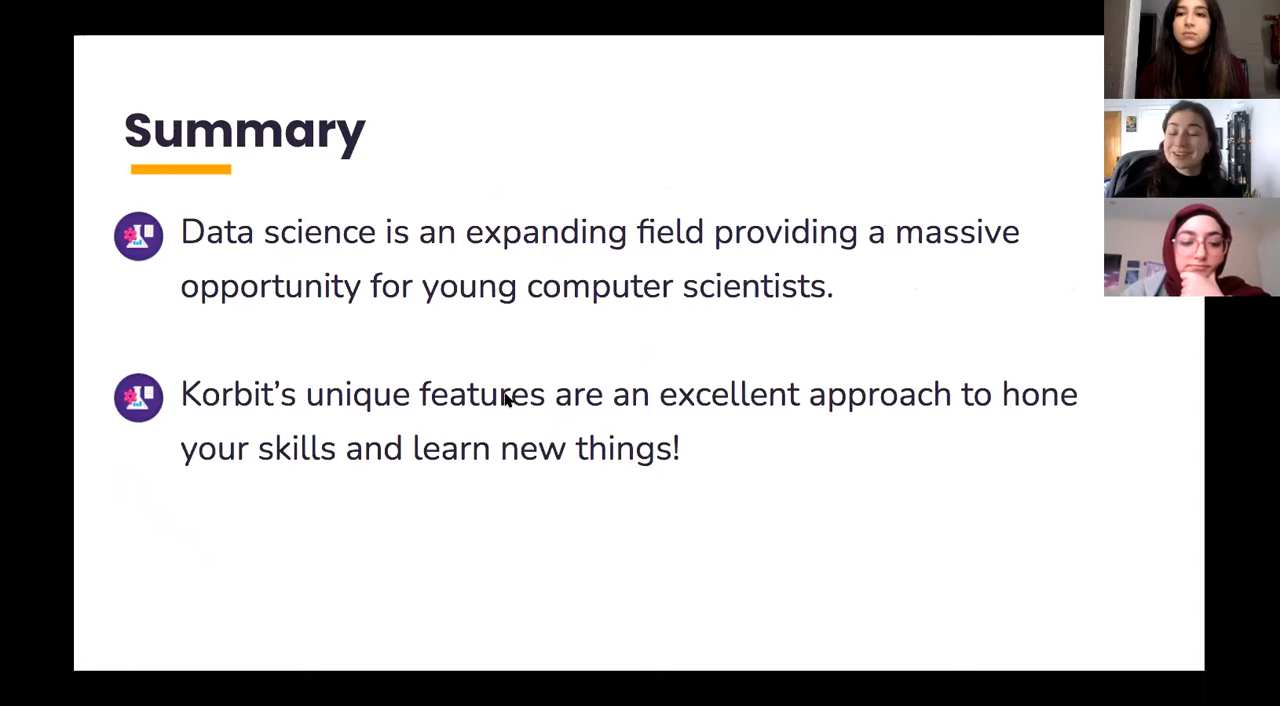 Summary
Data science is an expanding field providing a massive
opportunity for young computer scientists.
Korbit’s unique features are an excellent approach to hone
your skills and learn new things!